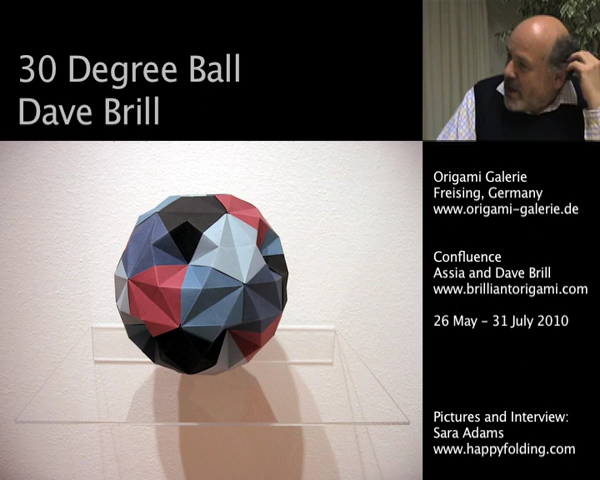 30 Degree Ball
Dave Brill
Origami Galerie
Freising, Germany
www.origami-galerie.de
Confluence
Assia and Dave Brill
www.brilliantorigami.com
26 May – 31 July 2010
Pictures and Interview:
Sara Adams
www.happyfolding.com